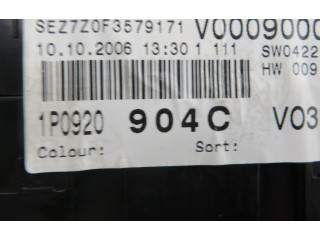 SEZ7Z0F3579171 V0009000
10.10.2006 13:30 1 111 SW0422
HW 009
1P0920 904C V03
Colour: Sort: